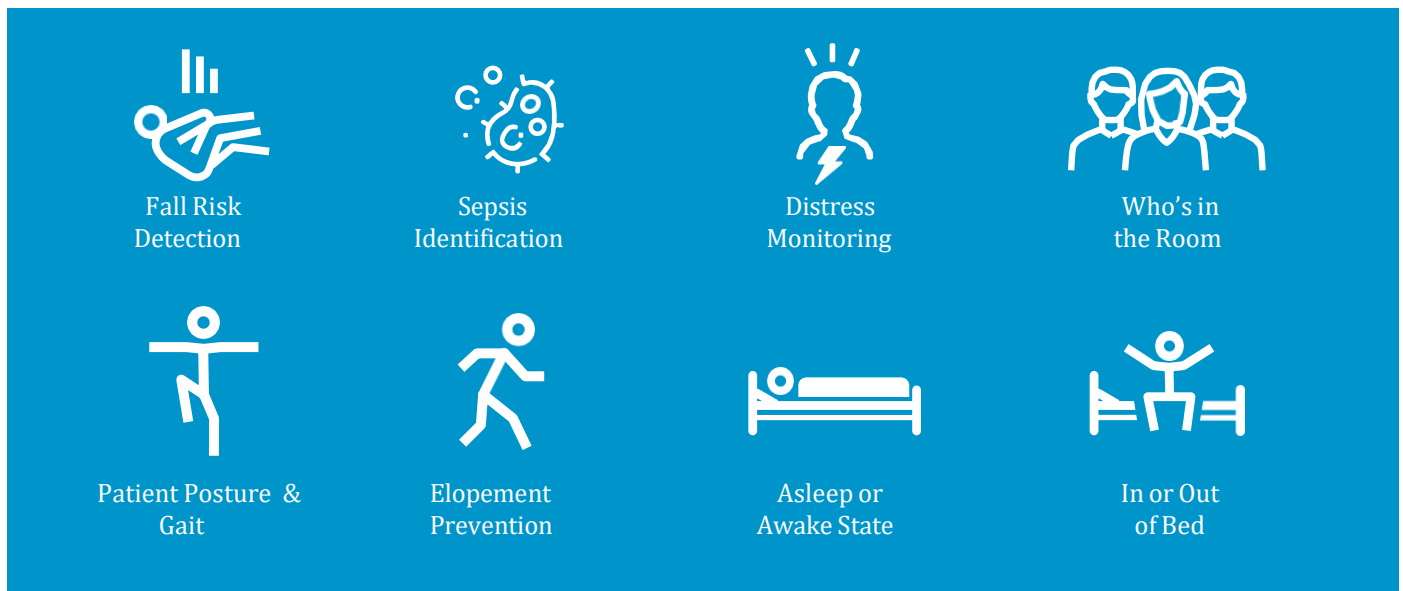 Fall Risk
Detection
Sepsis
Identification
Distress
Monitoring
Who’s in
the Room
Patient Posture &
Gait
Elopement
Prevention
Asleep or
Awake State
In or Out
of Bed